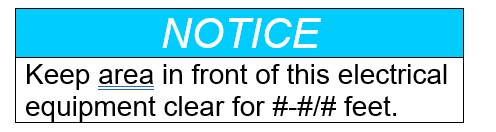 NOTICE
Keep area in front of this electrical
equipment clear for #-#/# feet.